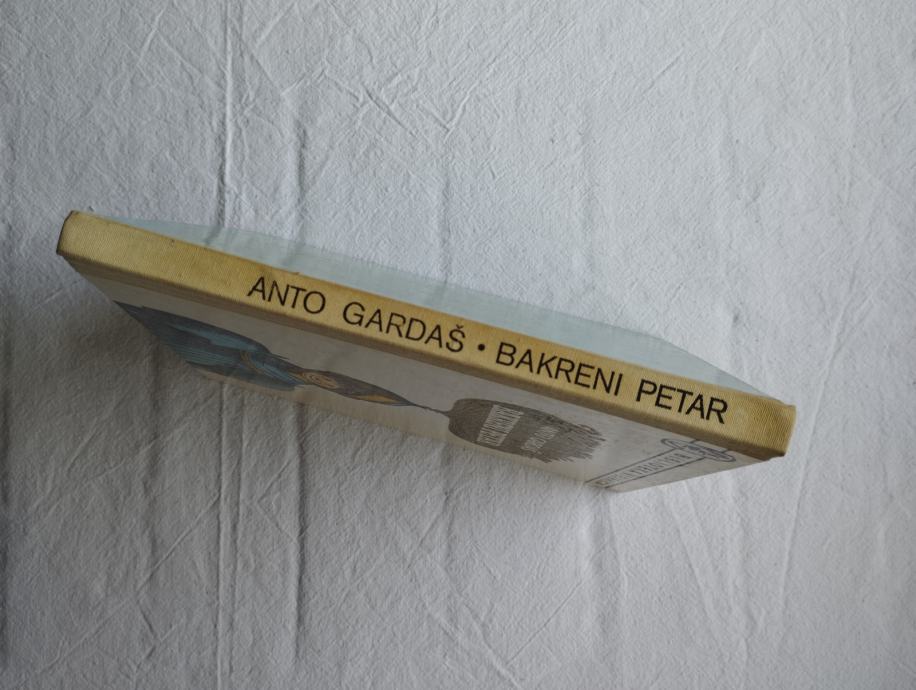 ANTO GARDAŠ • BAKRENI PETAR